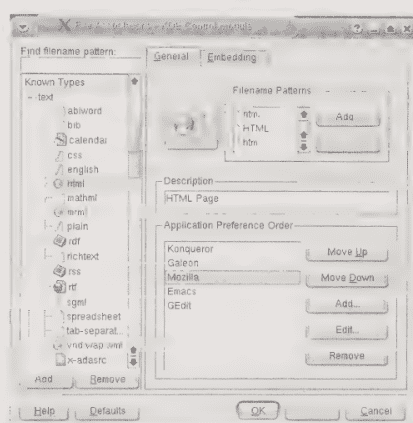 Find filename pattern:
Known Types
text
abiword
bib
calendar
css
english
html
mathml
mrml
plain
rdf
richtext
rss
rtf
sgml
spreadsheet
tab-separat...
vnd.wap.wml
x-adasrc
Add
Remove
General
Embedding
Filename Patterns
HTML
htm
Add
Description
HTML Page
Application Preference Order:
Konqueror
Galeon
Mozilla
Emacs
GEdit
Move Up
Move Down
Add...
Edit...
Remove
Help
Defaults
OK
Cancel